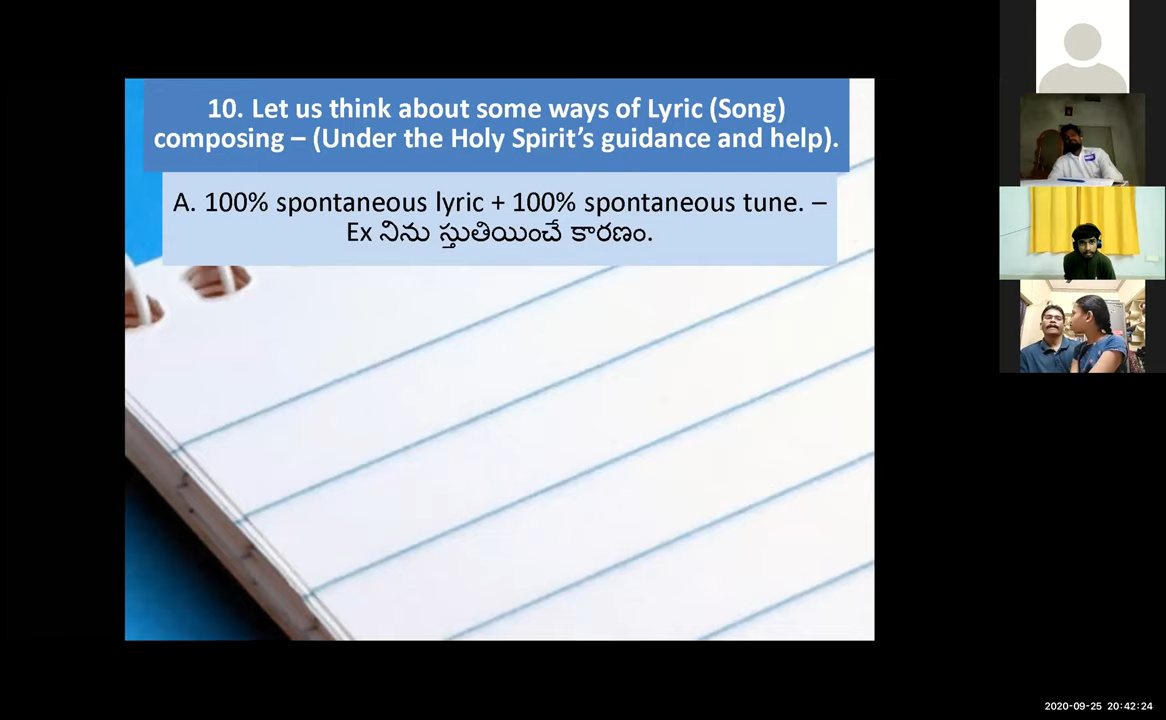 10. Let us think about some ways of Lyric (Song)
composing – (Under the Holy Spirit’s guidance and help).
A. 100% spontaneous lyric + 100% spontaneous tune. –
Ex నిను స్తుతియించే కారణం.
2020-09-25 20:42:24